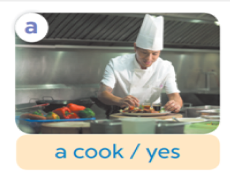 a
a cook / yes